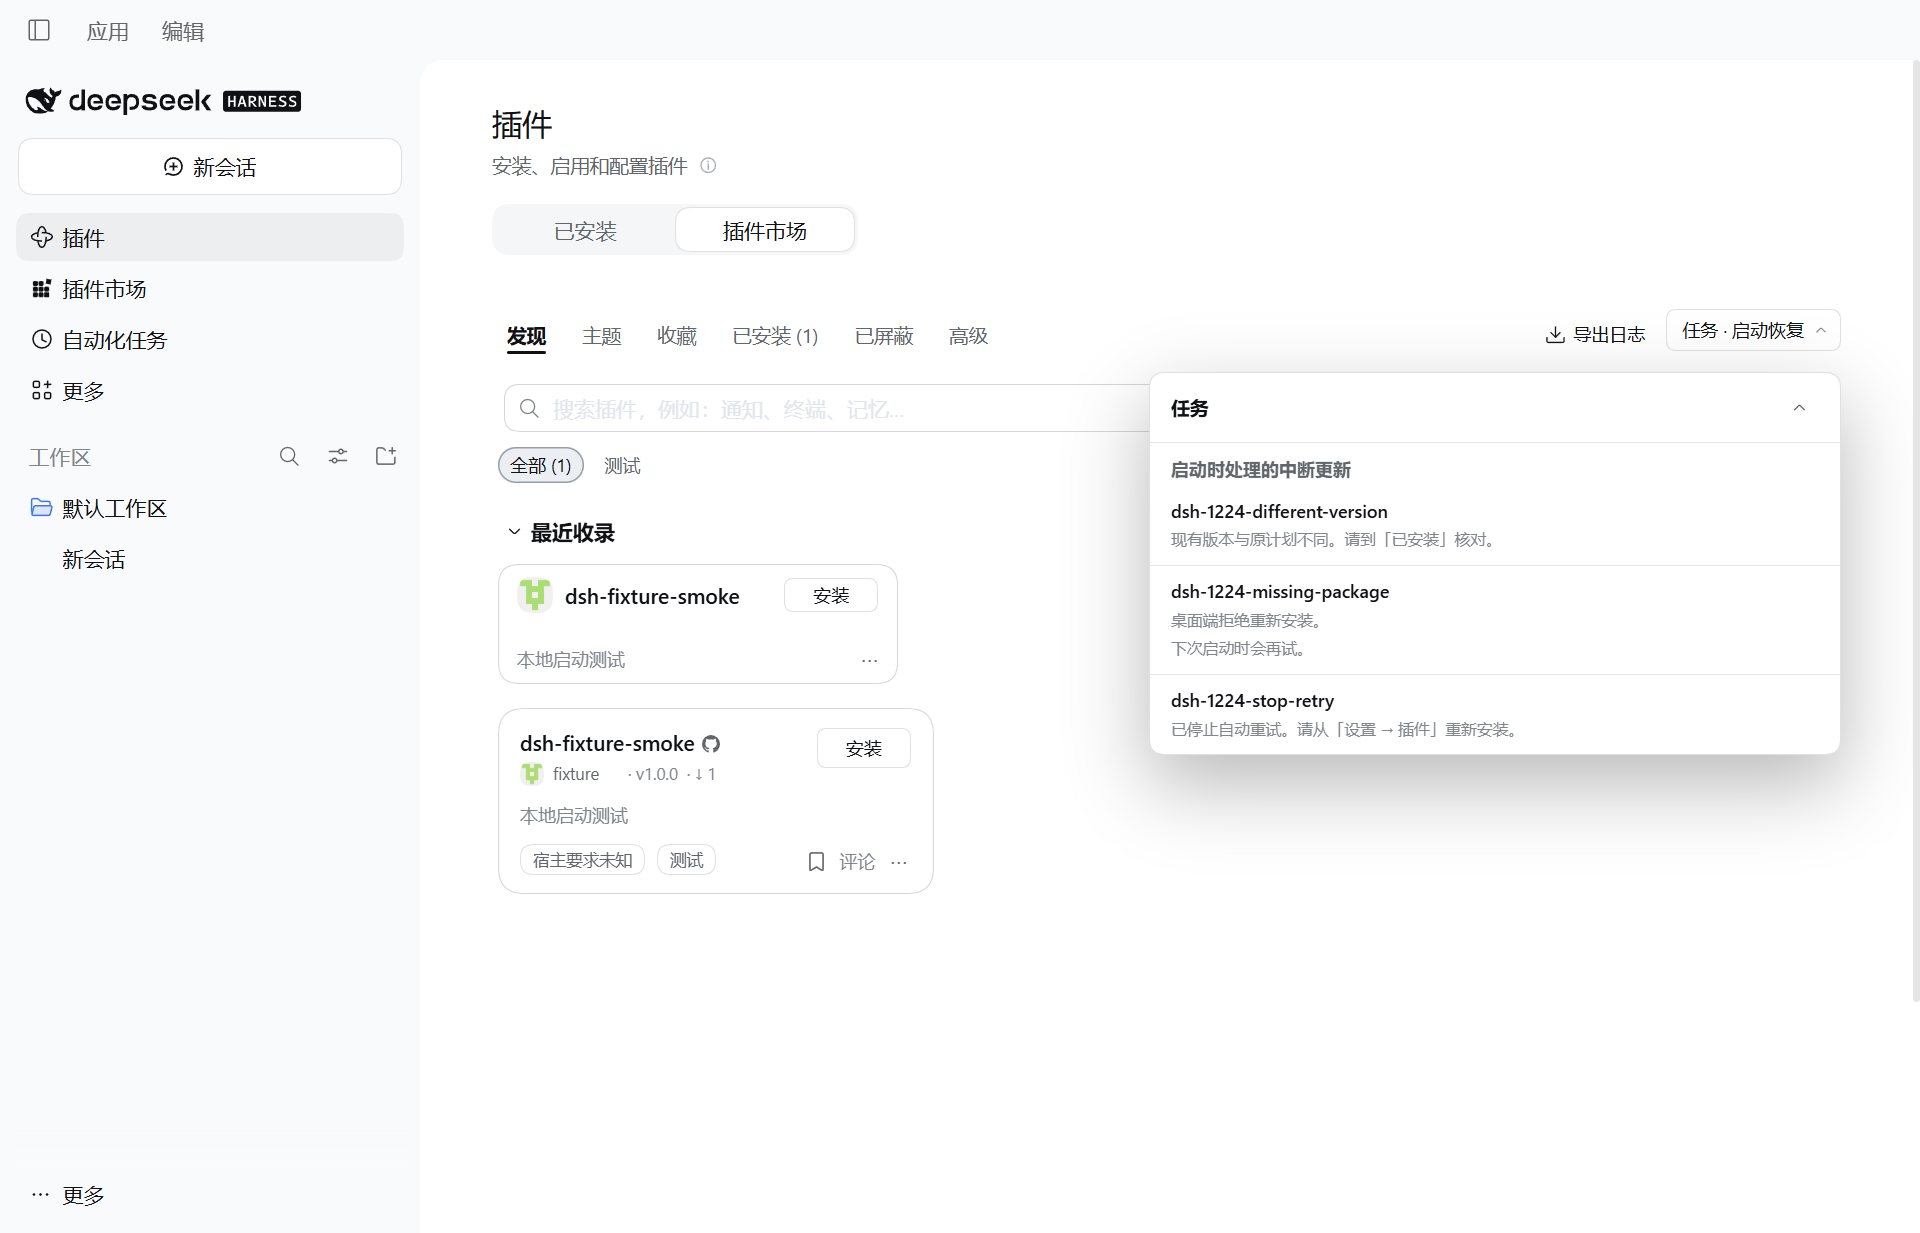 应用 编辑
deepseek HARNESS
新会话
插件
插件市场
自动化任务
更多
工作区
默认工作区
新会话
更多
插件
安装、启用和配置插件
已安装 插件市场
发现 主题 收藏 已安装 (1) 已屏蔽 高级
导出日志 任务 · 启动恢复
搜索插件，例如：通知、终端、记忆...
全部 (1) 测试
最近收录
dsh-fixture-smoke 安装
本地启动测试 ...
dsh-fixture-smoke 安装
fixture · v1.0.0 · ↓ 1
本地启动测试
宿主要求未知 测试 评论 ...
任务
启动时处理的中断更新
dsh-1224-different-version
现有版本与原计划不同。请到「已安装」核对。
dsh-1224-missing-package
桌面端拒绝重新安装。
下次启动时会再试。
dsh-1224-stop-retry
已停止自动重试。请从「设置 → 插件」重新安装。